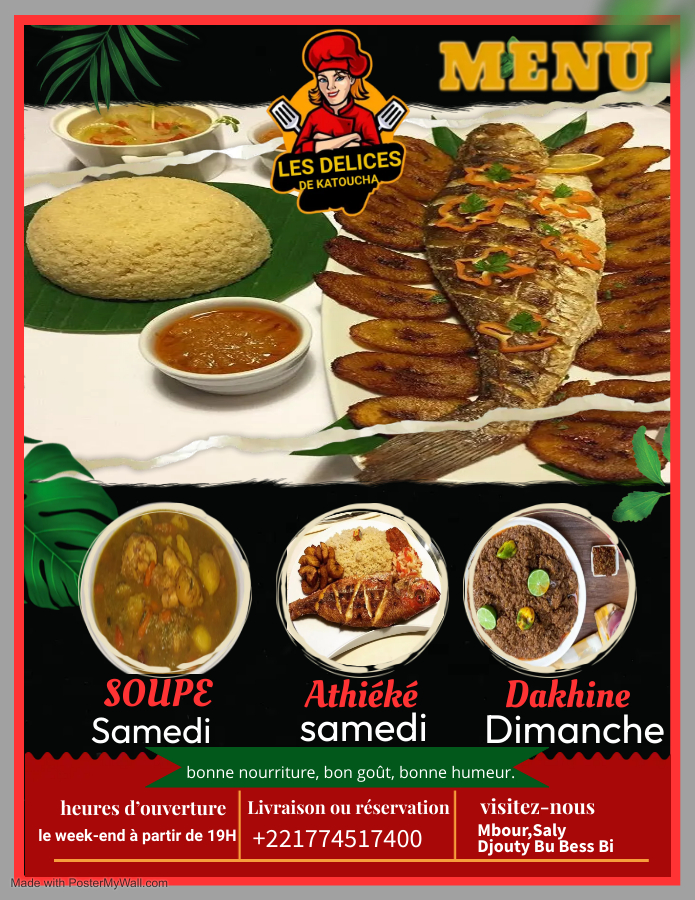 MENU
LES DELICES
DE KATOUCHA
SOUPE
Samedi
Athiéké
samedi
Dakhine
Dimanche
bonne nourriture, bon goût, bonne humeur.
heures d'ouverture
le week-end à partir de 19H
Livraison ou réservation
+221774517400
visitez-nous
Mbour,Saly
Djouty Bu Bess Bi
Made with PosterMyWall.com